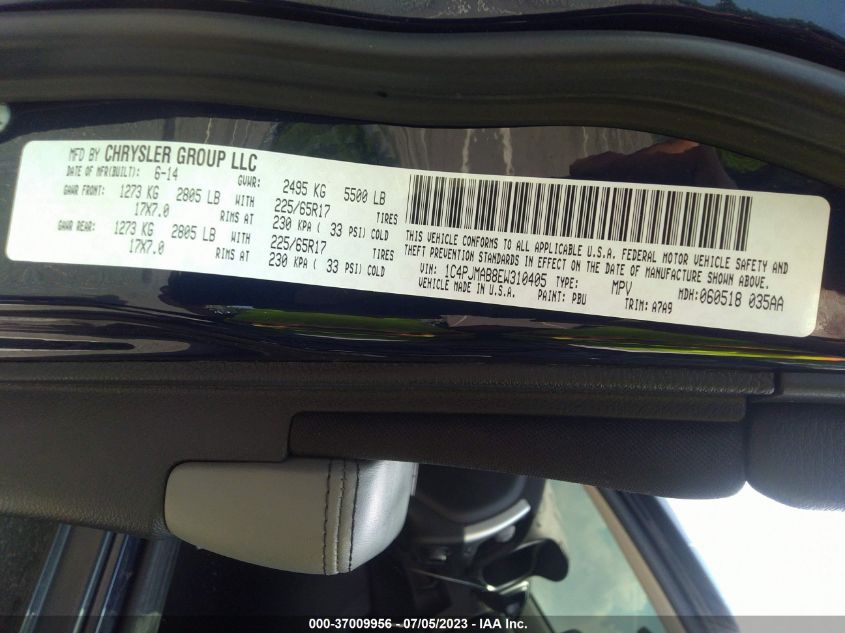 MFD BY CHRYSLER GROUP LLC
DATE OF MFR(BUILT): 6-14 GVWR: 2495 KG 5500 LB
GAWR FRONT: 1273 KG 2805 LB WITH 225/65R17 TIRES
17X7.0 RIMS AT 230 KPA ( 33 PSI) COLD
GAWR REAR: 1273 KG 2805 LB WITH 225/65R17 TIRES
17X7.0 RIMS AT 230 KPA ( 33 PSI) COLD
THIS VEHICLE CONFORMS TO ALL APPLICABLE U.S.A. FEDERAL MOTOR VEHICLE SAFETY AND
THEFT PREVENTION STANDARDS IN EFFECT ON THE DATE OF MANUFACTURE SHOWN ABOVE.
VIN: 1C4PJMAB8EW310405 TYPE: MPV MDH:060518 035AA
VEHICLE MADE IN U.S.A. PAINT: PBU TRIM: A7A9
000-37009956 - 07/05/2023 - IAAI Inc.